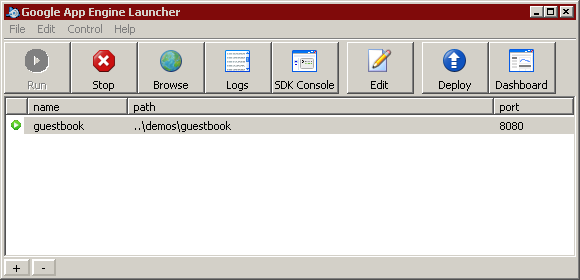 Google App Engine Launcher
File Edit Control Help
Run Stop Browse Logs SDK Console Edit Deploy Dashboard
name path port
guestbook ..\demos\guestbook 8080
+ -